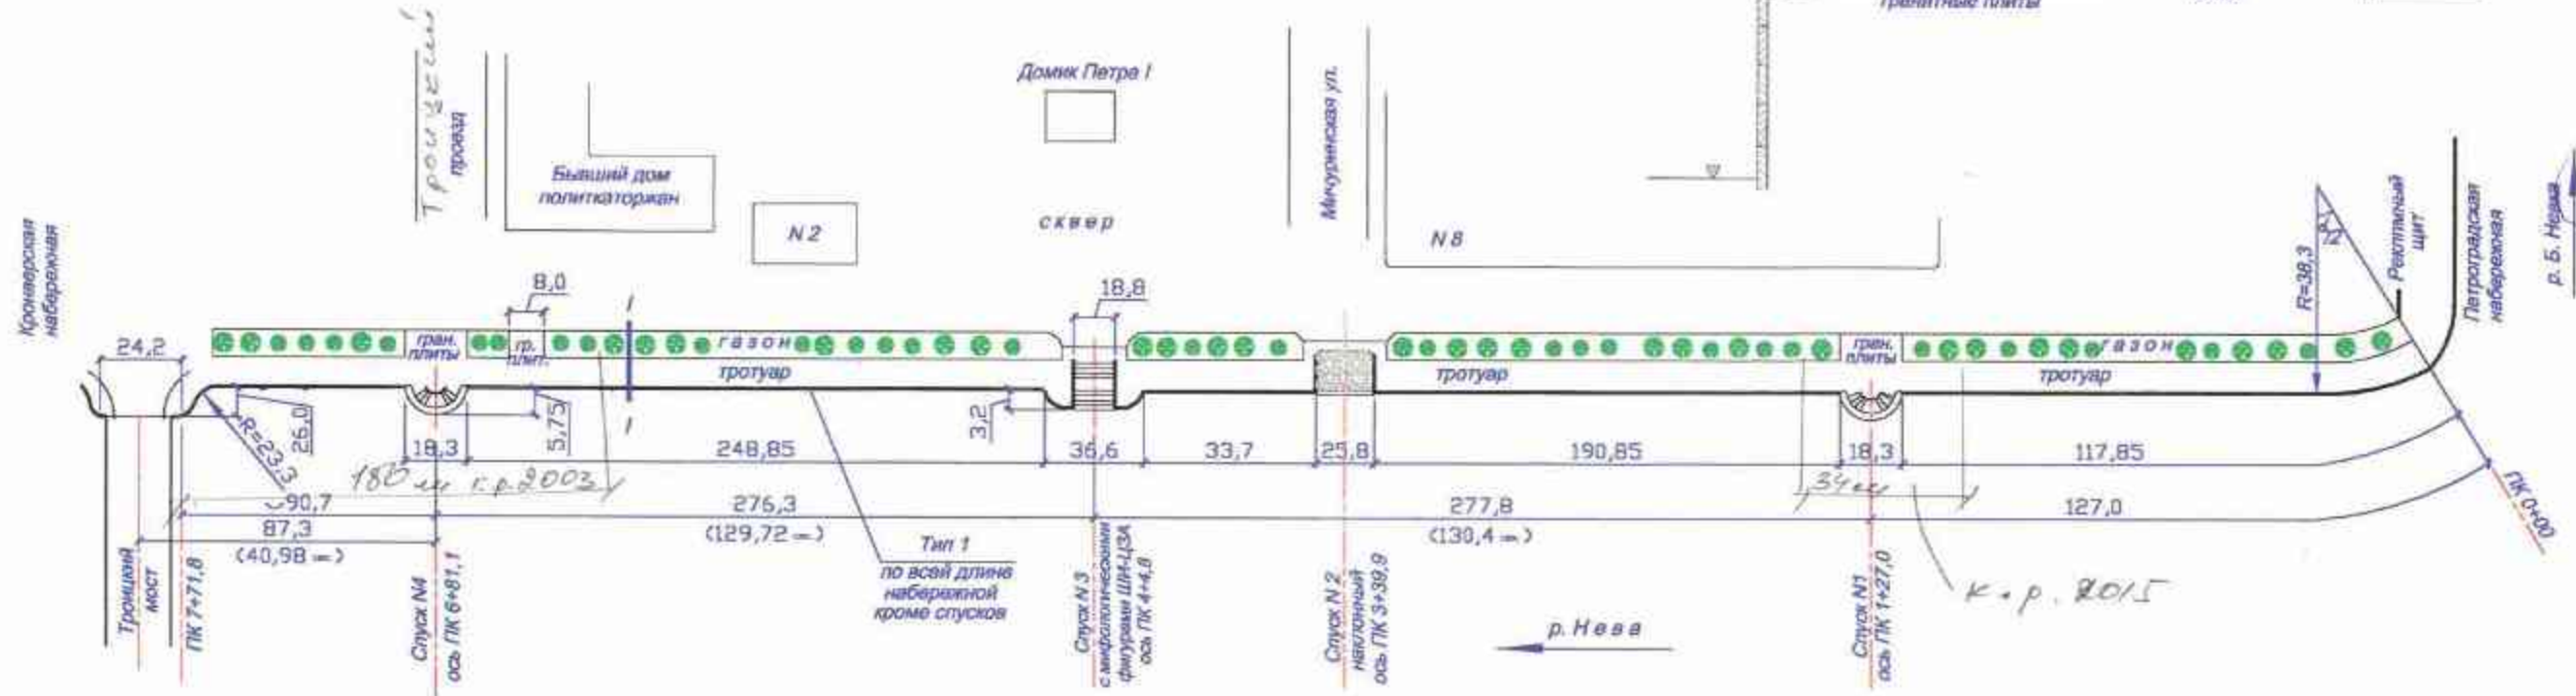 гранитные плиты
Троицкий
проезд
Домик Петра I
Мичуринская ул.
Бывший дом
политкаторжан
N 2
сквер
N 8
Кронверская
набережная
R=38,3
Рекламный
щит
Петроградская
набережная
р. Б. Невка
24,2
8,0
I
18,8
гран.
плиты
гр.
плит.
газон
гран.
плиты
газон
тротуар
тротуар
тротуар
R=23,3
26,0
5,75
I
3,2
18,3
248,85
36,6
33,7
25,8
190,85
18,3
117,85
180 м к.р. 2003
34 м
90,7
276,3
277,8
127,0
87,3
(40,98 =)
(129,72 =)
(130,4 =)
ПК 0+00
Троицкий
мост
ПК 7+71,8
Спуск N4
ось ПК 6+81,1
Тип 1
по всей длине
набережной
кроме спусков
Спуск N 3
с мифологическими
фигурами ШИ-ЦЗА
ось ПК 4+4,8
Спуск N 2
наклонный
ось ПК 3+39,9
р. Нева
Спуск N1
ось ПК 1+27,0
к.р. 2015